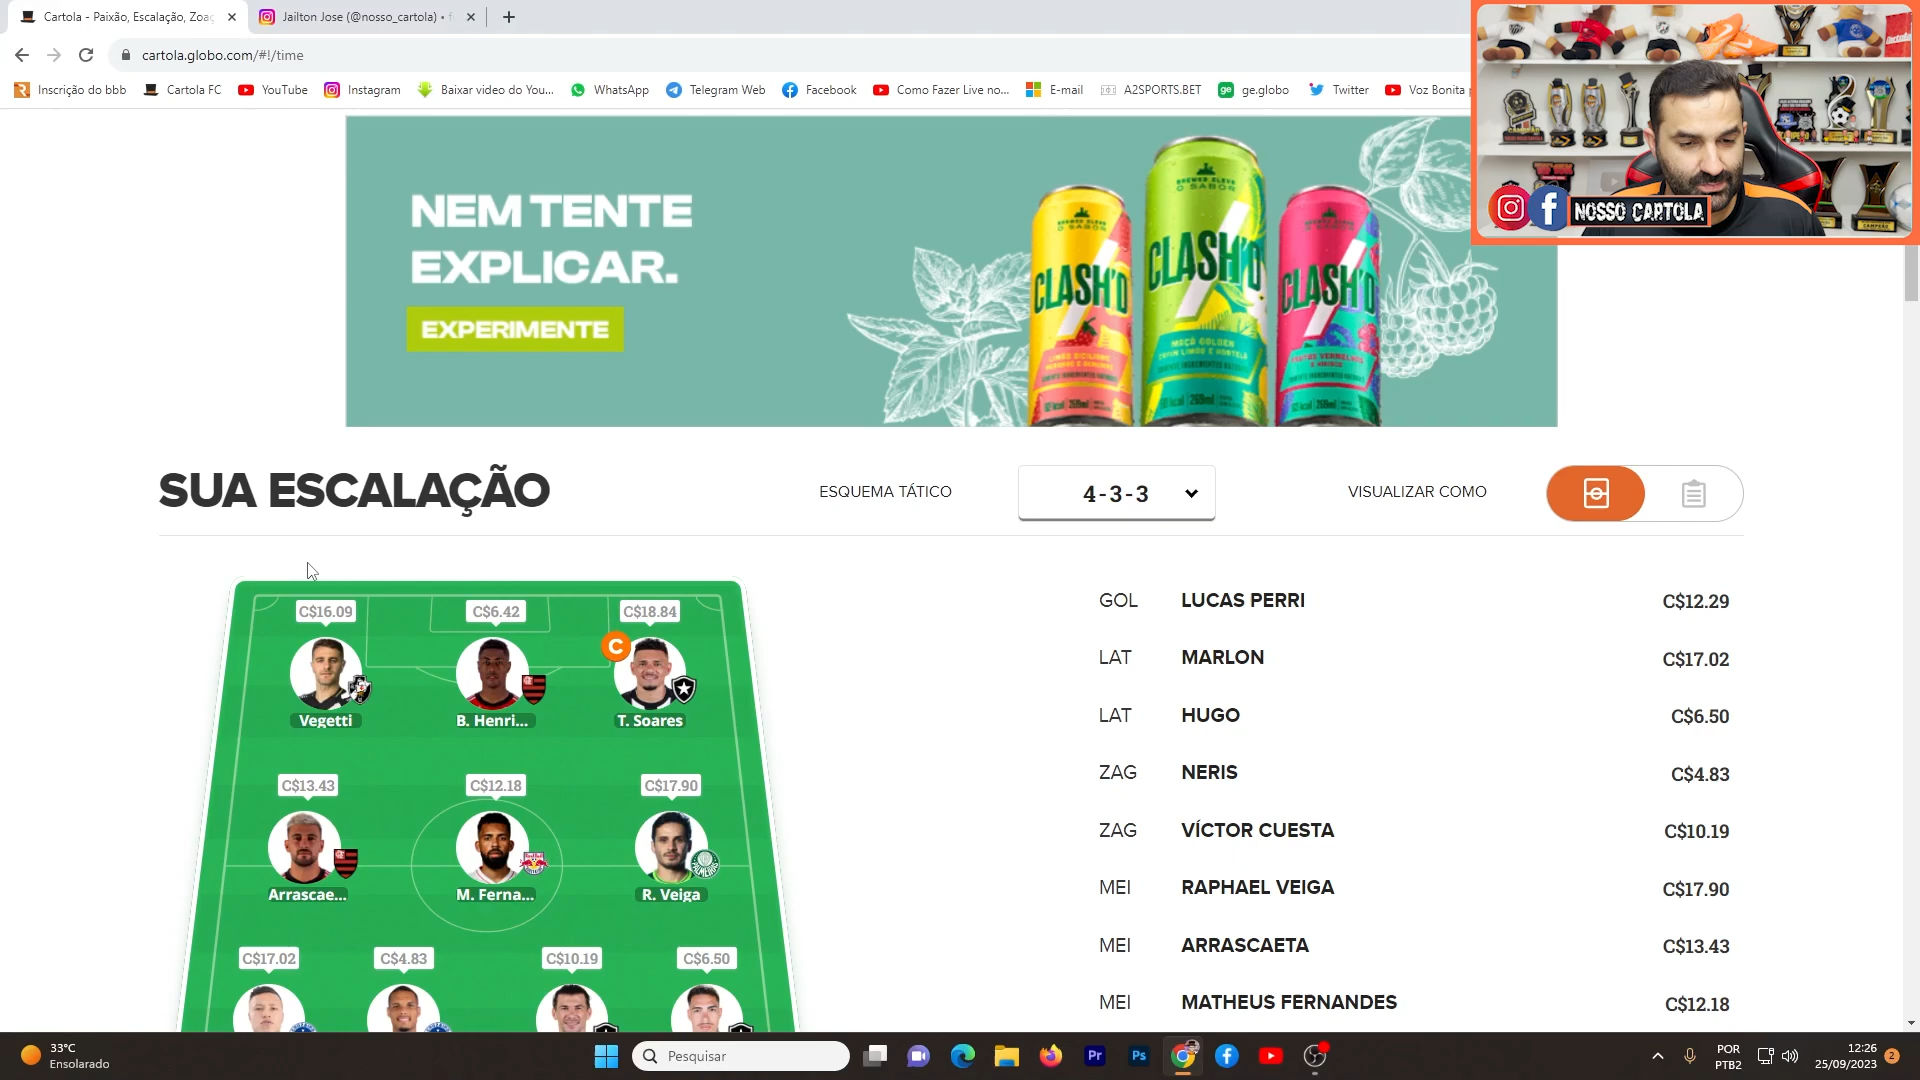 Cartola - Paixão, Escalação, Zoaç
Jailton Jose (@nosso_cartola) •
cartola.globo.com/#!/time
Inscrição do bbb
Cartola FC
YouTube
Instagram
Baixar video do You...
WhatsApp
Telegram Web
Facebook
Como Fazer Live no...
E-mail
A2SPORTS.BET
ge.globo
Twitter
Voz Bonita
NOSSO CARTOLA
NEM TENTE
EXPLICAR.
EXPERIMENTE
CLASH'D
CLASH'D
CLASH'D
SUA ESCALAÇÃO
ESQUEMA TÁTICO
4-3-3
VISUALIZAR COMO
C$16.09
C$6.42
C$18.84
C
Vegetti
B. Henri...
T. Soares
C$13.43
C$12.18
C$17.90
Arrascae...
M. Ferna...
R. Veiga
C$17.02
C$4.83
C$10.19
C$6.50
GOL LUCAS PERRI C$12.29
LAT MARLON C$17.02
LAT HUGO C$6.50
ZAG NERIS C$4.83
ZAG VÍCTOR CUESTA C$10.19
MEI RAPHAEL VEIGA C$17.90
MEI ARRASCAETA C$13.43
MEI MATHEUS FERNANDES C$12.18
33°C
Ensolarado
Pesquisar
Pr
Ps
POR
PTB2
12:26
25/09/2023
2